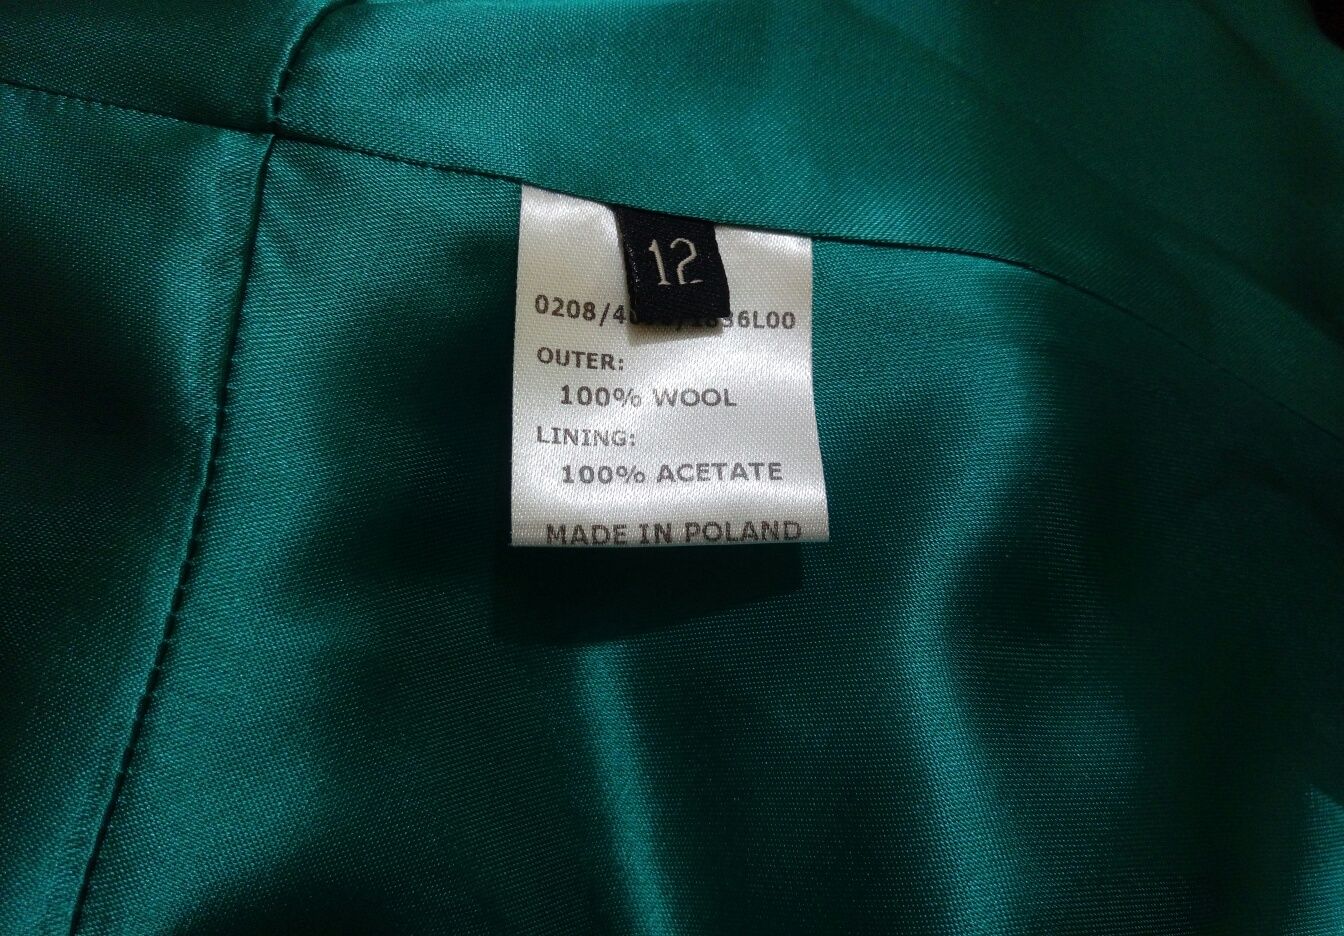 12
OUTER:
100% WOOL
LINING:
100% ACETATE
MADE IN POLAND